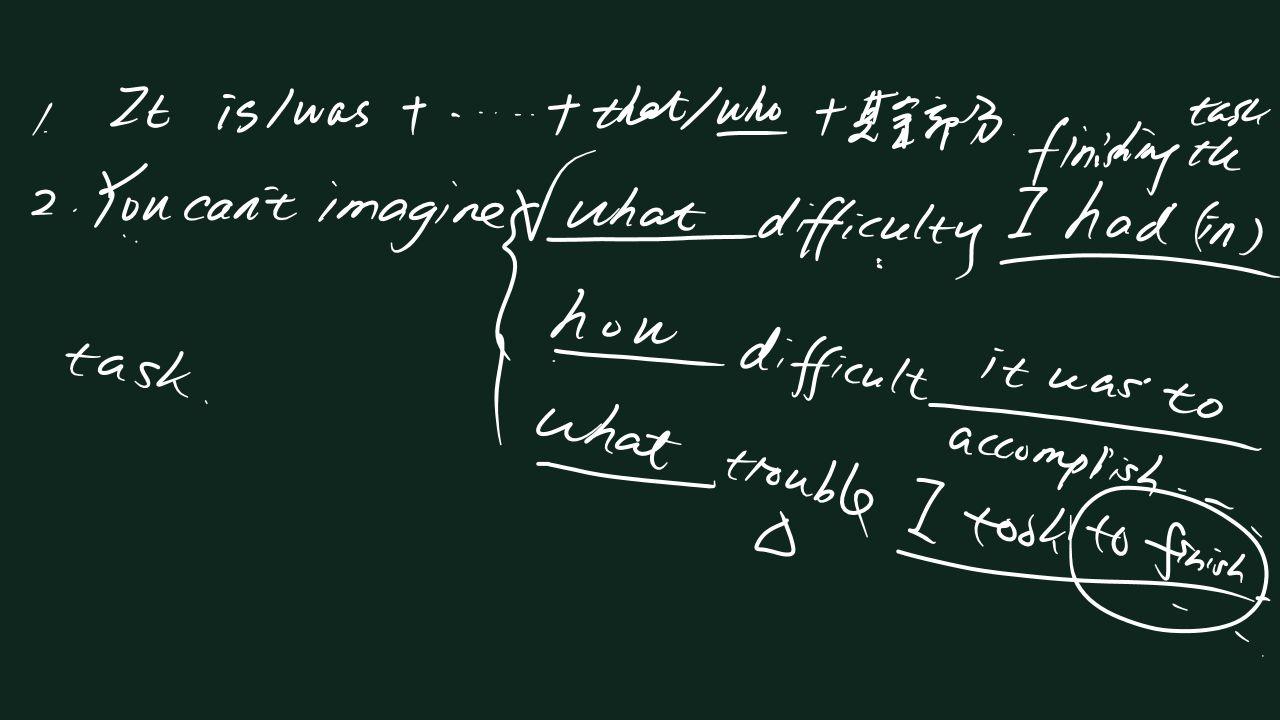 1. It is/was + ······ + that/who + 其余部分.
2. You can't imagine what difficulty I had (in) finishing the task
how difficult it was to accomplish
what trouble I took to finish
task.